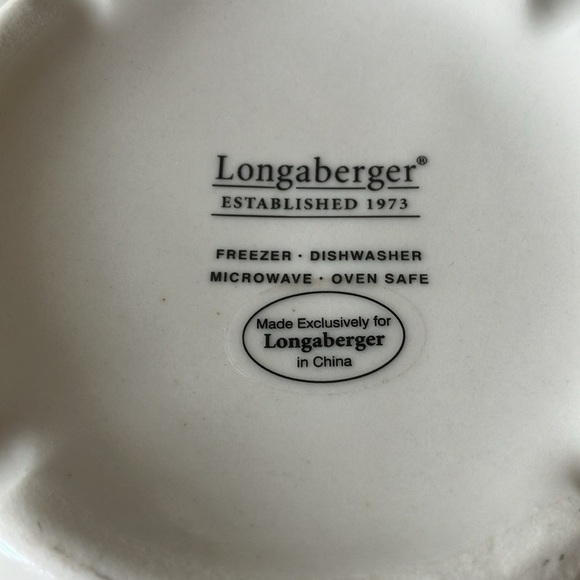 Longaberger®
ESTABLISHED 1973
FREEZER · DISHWASHER
MICROWAVE · OVEN SAFE
Made Exclusively for
Longaberger
in China